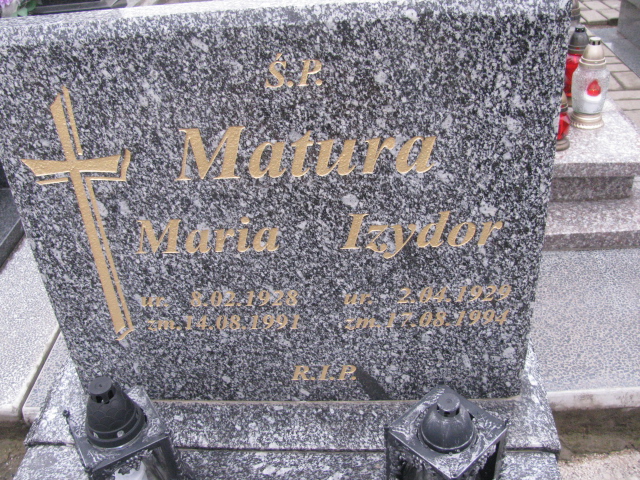 Ś.P.
Matura
Maria Izydor
ur. 8.02.1928 ur. 2.04.1929
zm.14.08.1991 zm.17.08.1994
R.I.P.